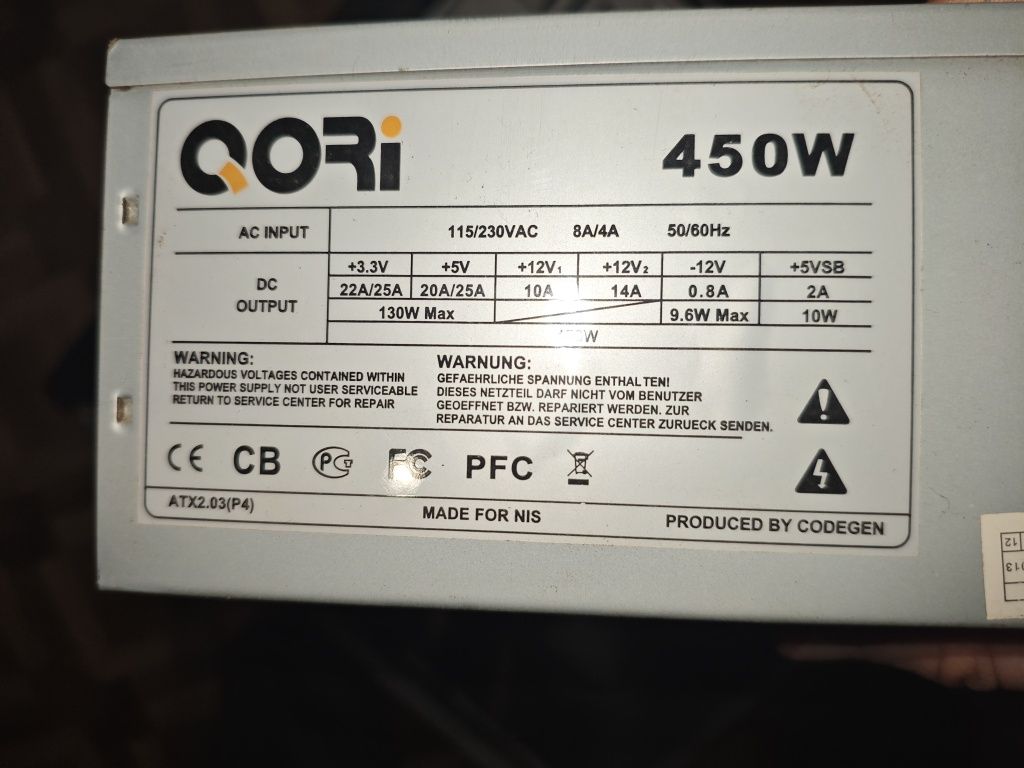 QORi 450W
AC INPUT 115/230VAC 8A/4A 50/60Hz
DC OUTPUT +3.3V +5V +12V₁ +12V₂ -12V +5VSB
22A/25A 20A/25A 10A 14A 0.8A 2A
130W Max 9.6W Max 10W
WARNING:
HAZARDOUS VOLTAGES CONTAINED WITHIN
THIS POWER SUPPLY NOT USER SERVICEABLE
RETURN TO SERVICE CENTER FOR REPAIR
WARNUNG:
GEFAEHRLICHE SPANNUNG ENTHALTEN!
DIESES NETZTEIL DARF NICHT VOM BENUTZER
GEOEFFNET BZW. REPARIERT WERDEN. ZUR
REPARATUR AN DAS SERVICE CENTER ZURUECK SENDEN.
CE CB PG FC PFC
ATX2.03(P4) MADE FOR NIS PRODUCED BY CODEGEN
12